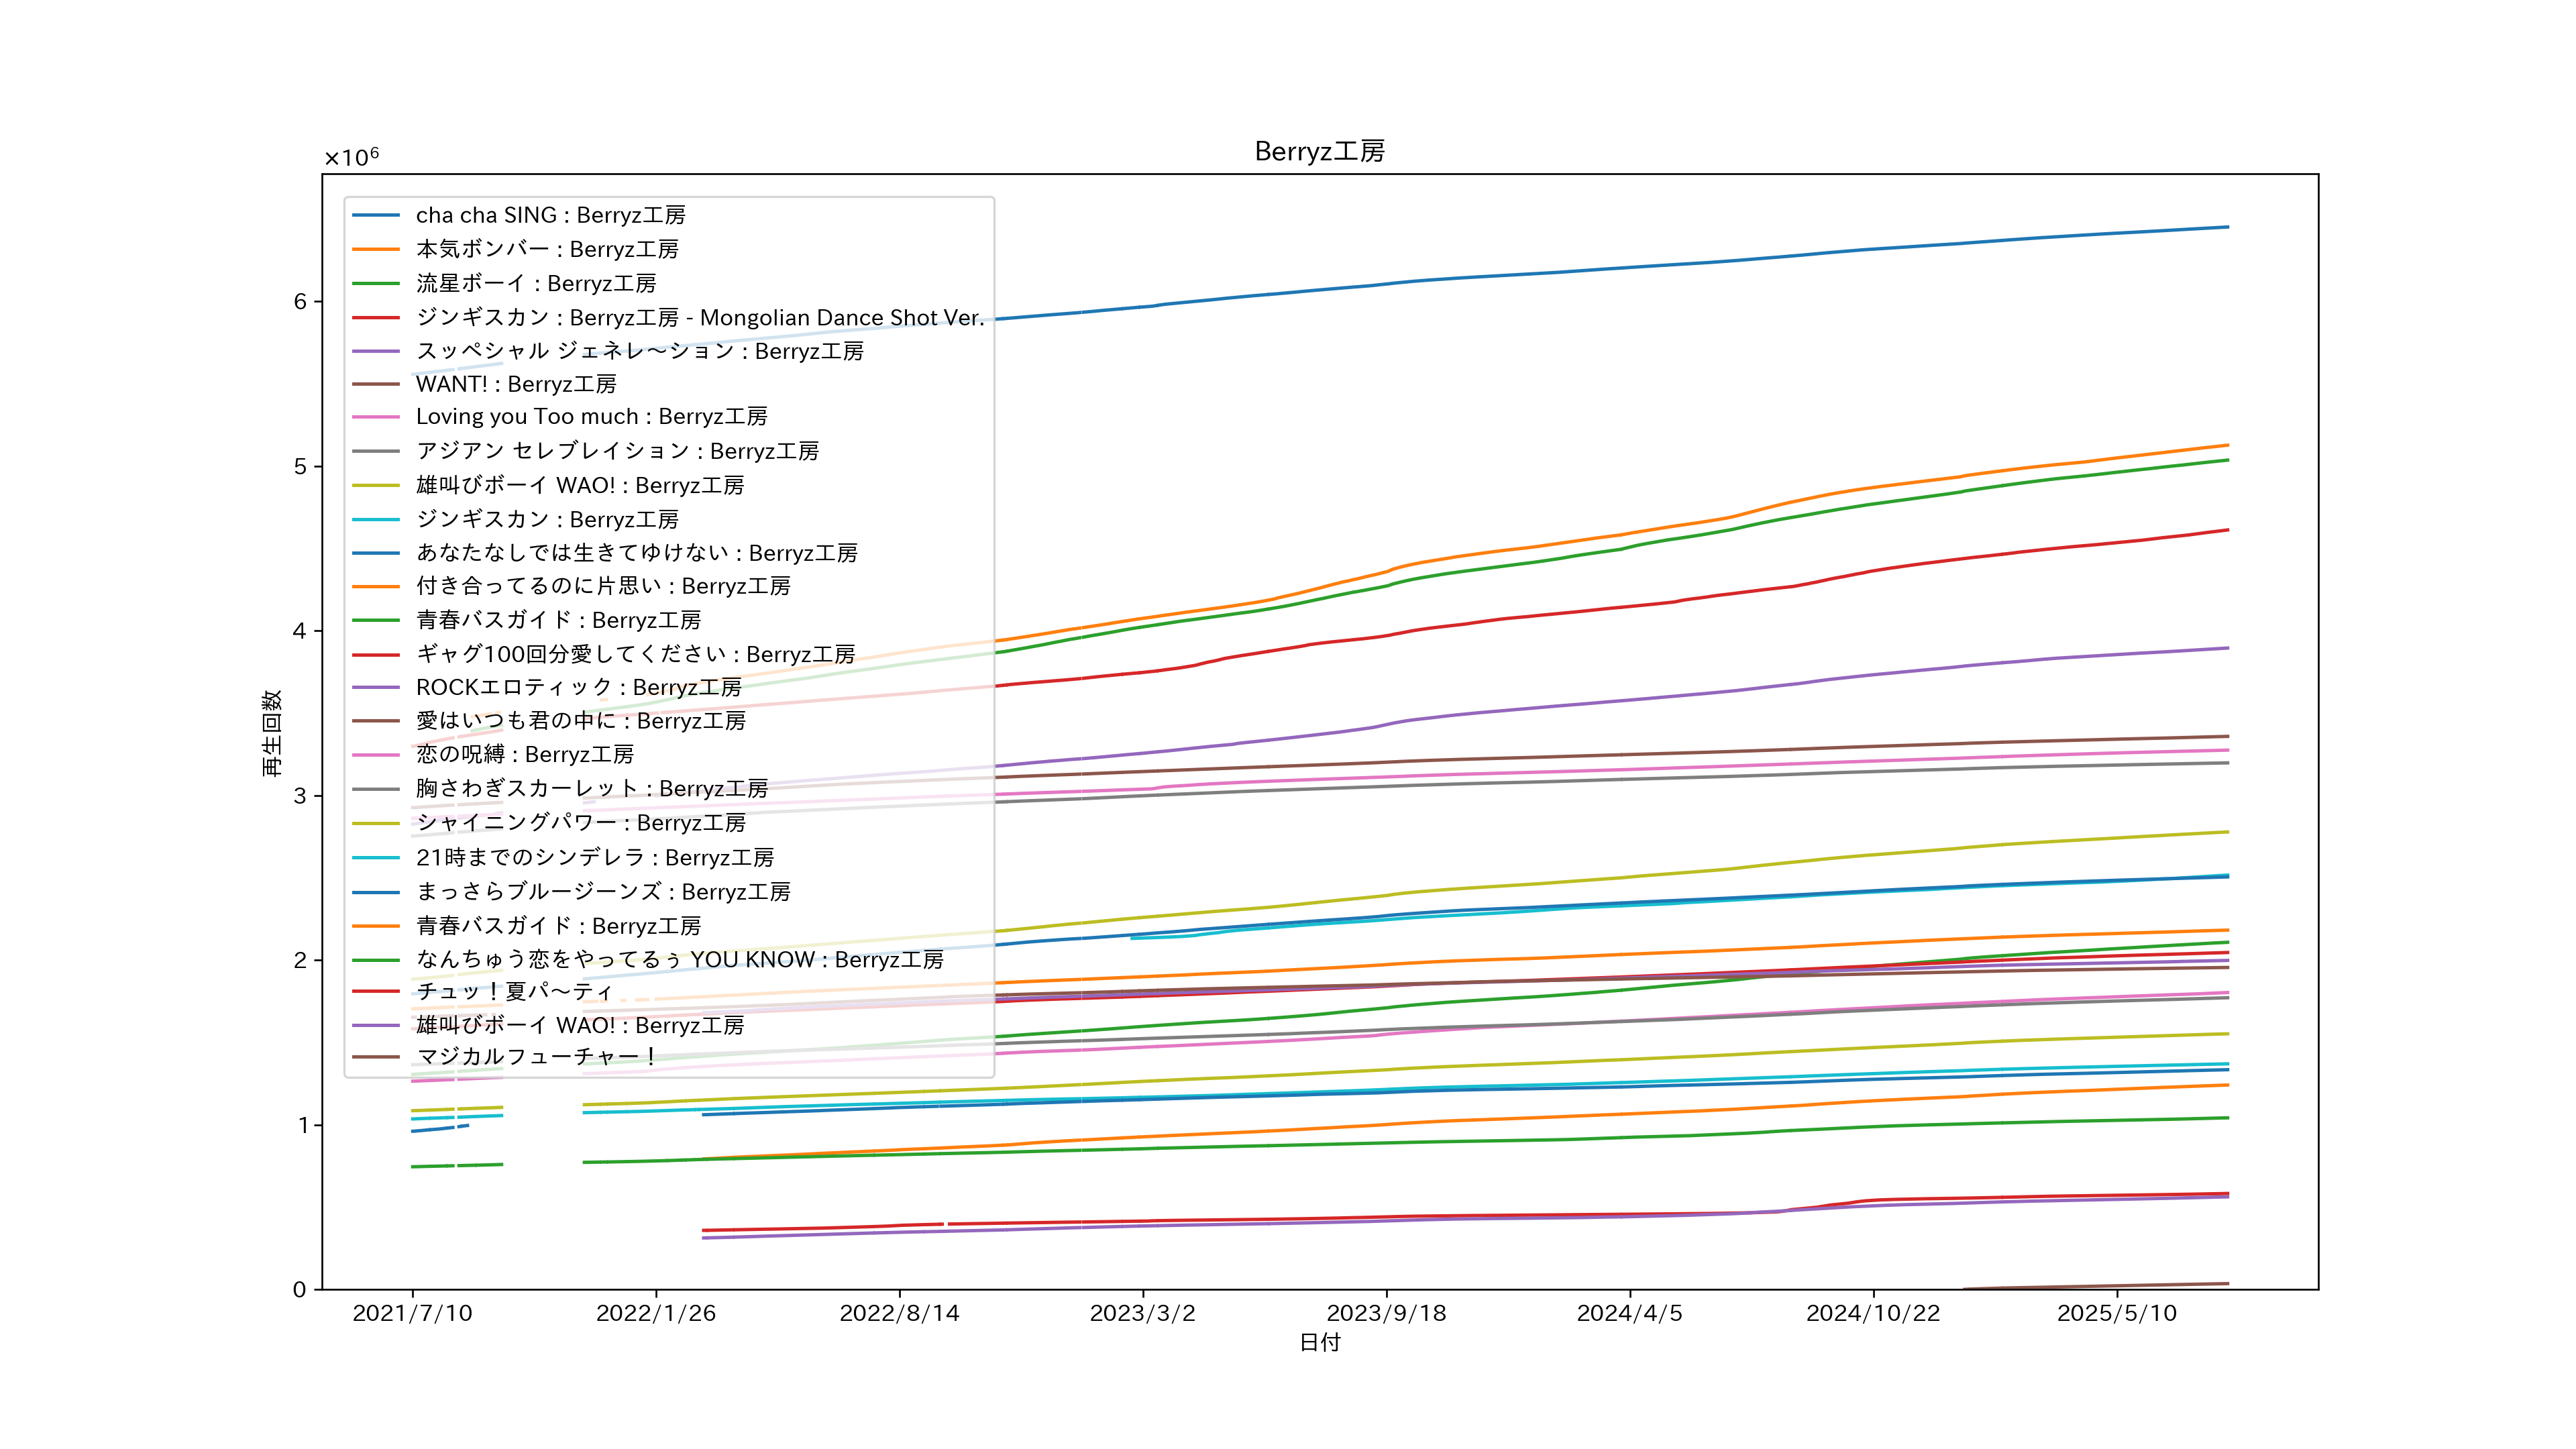 Berryz工房
×10⁶
cha cha SING : Berryz工房
本気ボンバー : Berryz工房
流星ボーイ : Berryz工房
ジンギスカン : Berryz工房 - Mongolian Dance Shot Ver.
スッペシャル ジェネレ～ション : Berryz工房
WANT! : Berryz工房
Loving you Too much : Berryz工房
アジアン セレブレイション : Berryz工房
雄叫びボーイ WAO! : Berryz工房
ジンギスカン : Berryz工房
あなたなしでは生きてゆけない : Berryz工房
付き合ってるのに片思い : Berryz工房
青春バスガイド : Berryz工房
ギャグ100回分愛してください : Berryz工房
ROCKエロティック : Berryz工房
愛はいつも君の中に : Berryz工房
恋の呪縛 : Berryz工房
胸さわぎスカーレット : Berryz工房
シャイニングパワー : Berryz工房
21時までのシンデレラ : Berryz工房
まっさらブルージーンズ : Berryz工房
青春バスガイド : Berryz工房
なんちゅう恋をやってるぅ YOU KNOW : Berryz工房
チュッ！夏パ～ティ
雄叫びボーイ WAO! : Berryz工房
マジカルフューチャー！
6
5
4
3
2
1
0
再生回数
2021/7/10
2022/1/26
2022/8/14
2023/3/2
2023/9/18
2024/4/5
2024/10/22
2025/5/10
日付